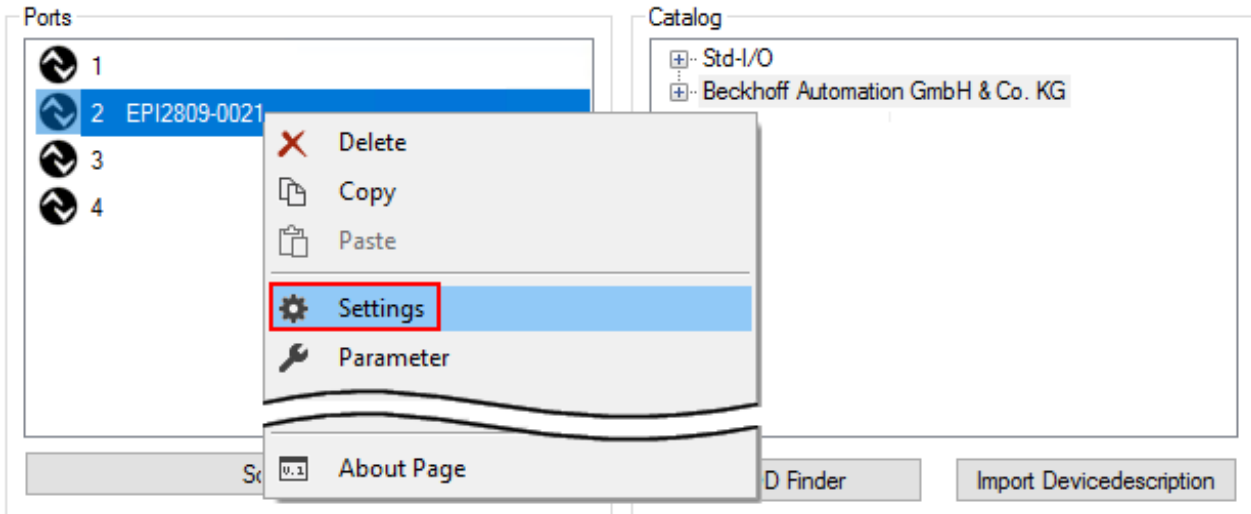 Ports
1
2 EPI2809-0021
3
4
Catalog
Std-I/O
Beckhoff Automation GmbH & Co. KG
Delete
Copy
Paste
Settings
Parameter
v.1 About Page
D Finder
Import Devicedescription